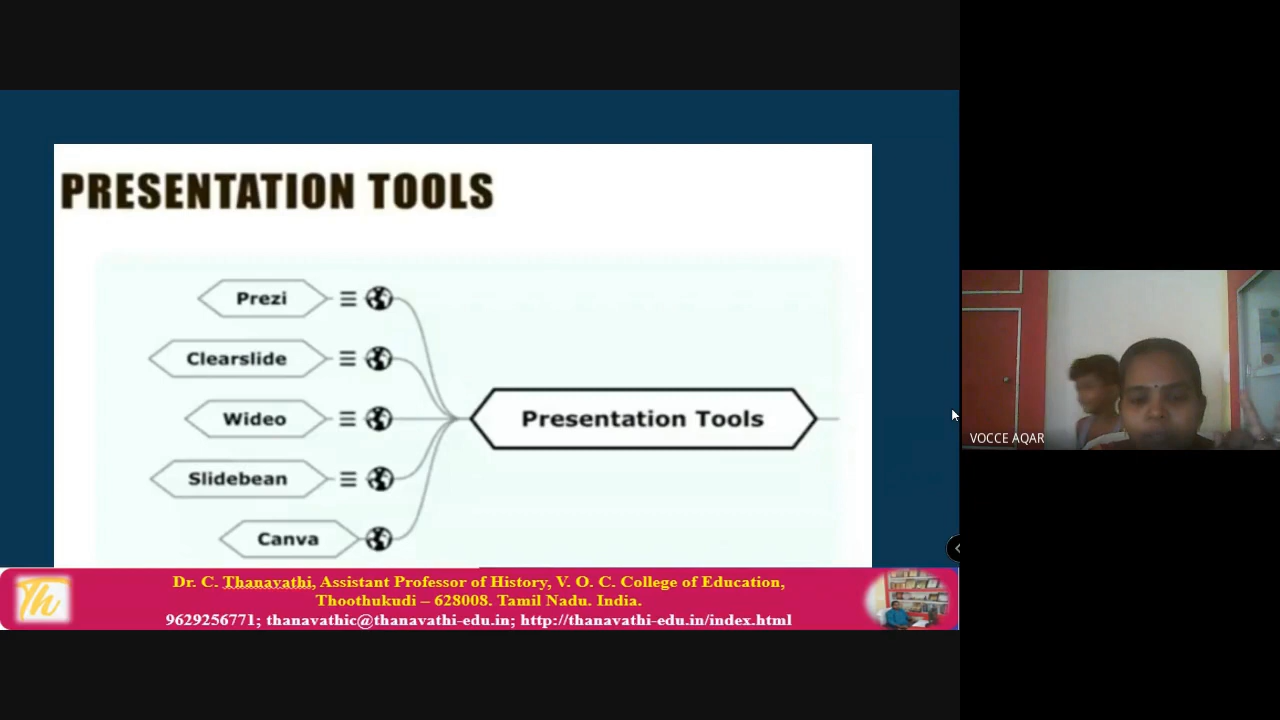 PRESENTATION TOOLS
Prezi
Clearslide
Wideo
Slidebean
Canva
Presentation Tools
Dr. C. Thanavathi, Assistant Professor of History, V. O. C. College of Education,
Thoothukudi – 628008. Tamil Nadu. India.
9629256771; thanavathic@thanavathi-edu.in; http://thanavathi-edu.in/index.html
Th
VOCCE AQAR